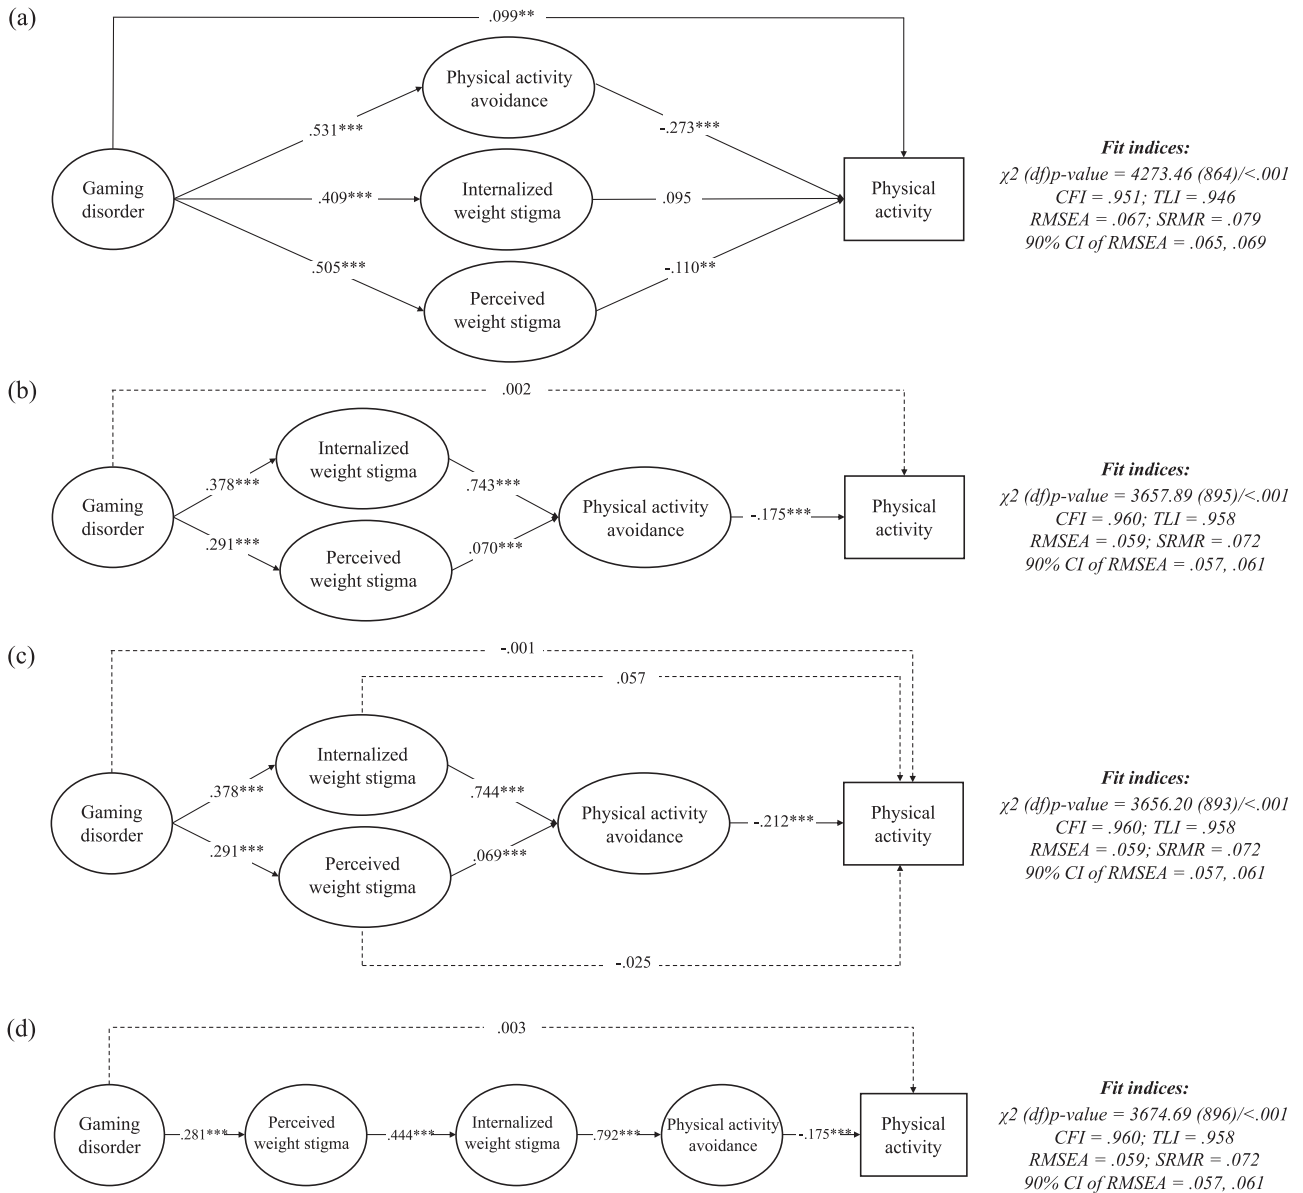 (a)
.099**
Physical activity
avoidance
.531***
-.273***
Gaming
disorder
.409***
Internalized
weight stigma
.095
Physical
activity
.505***
-.110**
Perceived
weight stigma
Fit indices:
χ2 (df)p-value = 4273.46 (864)/<.001
CFI = .951; TLI = .946
RMSEA = .067; SRMR = .079
90% CI of RMSEA = .065, .069
(b)
.002
Internalized
weight stigma
.378***
.743***
Gaming
disorder
Physical activity
avoidance
-.175***
Physical
activity
.291***
.070***
Perceived
weight stigma
Fit indices:
χ2 (df)p-value = 3657.89 (895)/<.001
CFI = .960; TLI = .958
RMSEA = .059; SRMR = .072
90% CI of RMSEA = .057, .061
(c)
-.001
.057
Internalized
weight stigma
.378***
.744***
Gaming
disorder
Physical activity
avoidance
-.212***
Physical
activity
.291***
.069***
Perceived
weight stigma
-.025
Fit indices:
χ2 (df)p-value = 3656.20 (893)/<.001
CFI = .960; TLI = .958
RMSEA = .059; SRMR = .072
90% CI of RMSEA = .057, .061
(d)
.003
Gaming
disorder
.281***
Perceived
weight stigma
.444***
Internalized
weight stigma
.792***
Physical activity
avoidance
-.175***
Physical
activity
Fit indices:
χ2 (df)p-value = 3674.69 (896)/<.001
CFI = .960; TLI = .958
RMSEA = .059; SRMR = .072
90% CI of RMSEA = .057, .061